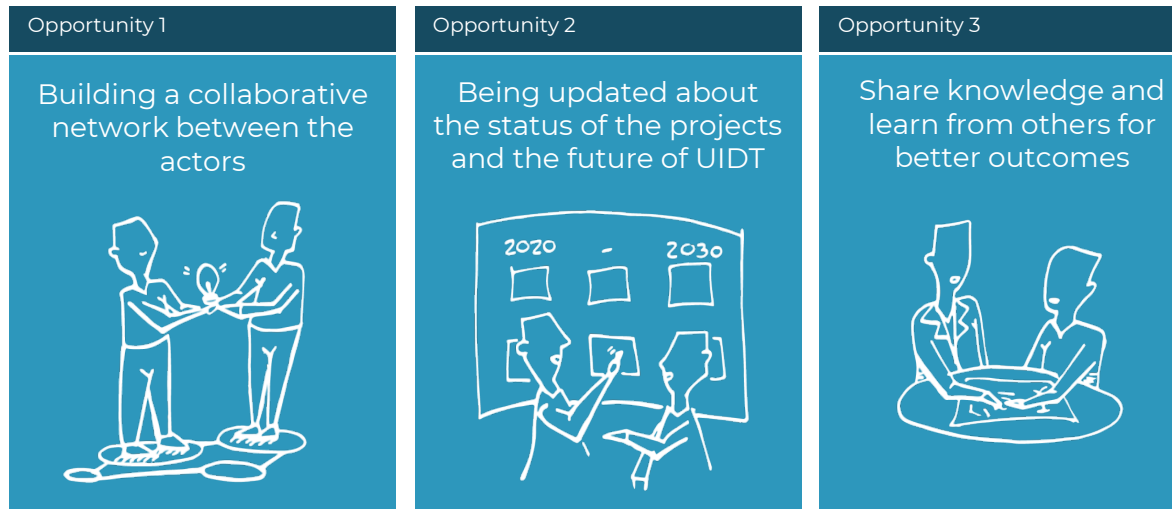 Opportunity 1
Building a collaborative
network between the
actors
Opportunity 2
Being updated about
the status of the projects
and the future of UIDT
2020 - 2030
Opportunity 3
Share knowledge and
learn from others for
better outcomes